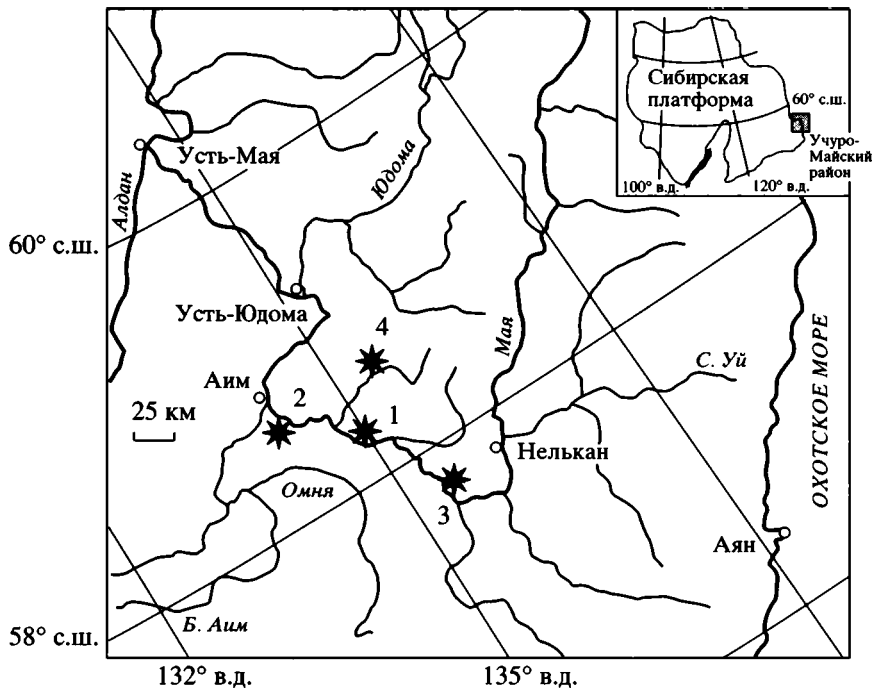 Сибирская
платформа
60° с.ш.
Учуро-
Майский
район
100° в.д.
120° в.д.
Усть-Мая
Алдан
Юдома
60° с.ш.
Усть-Юдома
4
Мая
С. Уй
Аим
2
1
25 км
Нелькан
ОХОТСКОЕ МОРЕ
Омня
3
Аян
Б. Аим
58° с.ш.
132° в.д.
135° в.д.